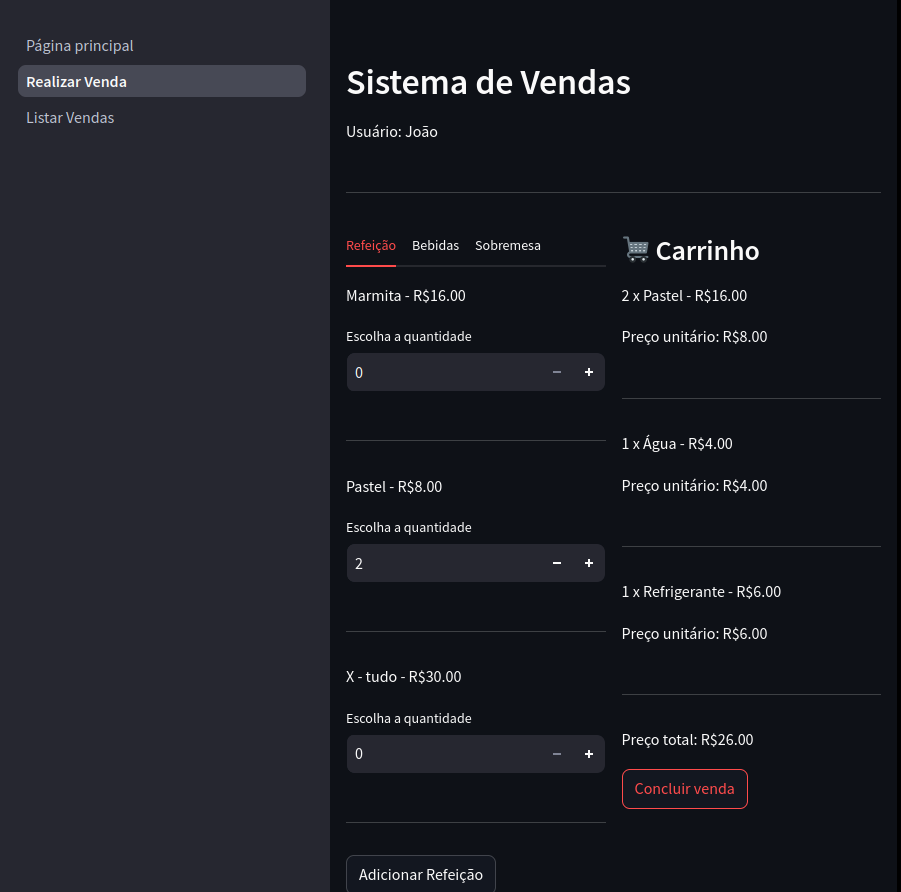 Página principal
Realizar Venda
Listar Vendas
Sistema de Vendas
Usuário: João
Refeição Bebidas Sobremesa
Marmita - R$16.00
Escolha a quantidade
0
Pastel - R$8.00
Escolha a quantidade
2
X - tudo - R$30.00
Escolha a quantidade
0
Adicionar Refeição
Carrinho
2 x Pastel - R$16.00
Preço unitário: R$8.00
1 x Água - R$4.00
Preço unitário: R$4.00
1 x Refrigerante - R$6.00
Preço unitário: R$6.00
Preço total: R$26.00
Concluir venda